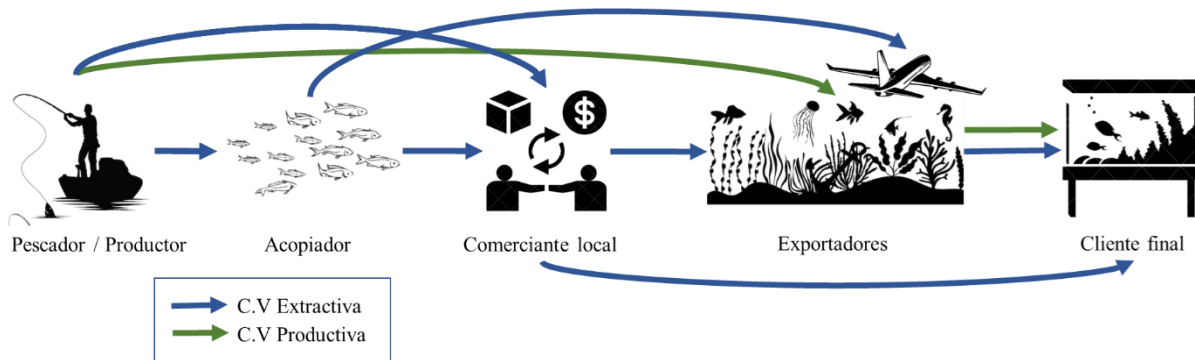 $
Pescador / Productor
Acopiador
Comerciante local
Exportadores
Cliente final
C.V Extractiva
C.V Productiva